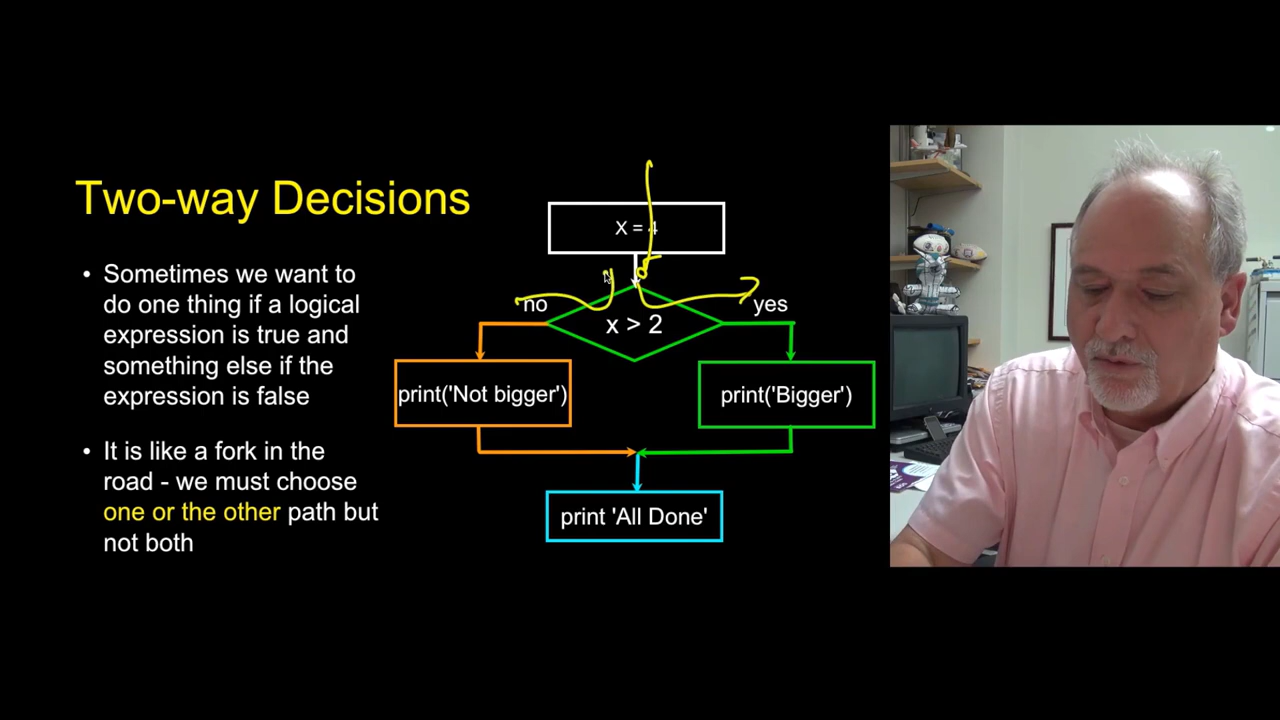 Two-way Decisions
• Sometimes we want to
do one thing if a logical
expression is true and
something else if the
expression is false
• It is like a fork in the
road - we must choose
one or the other path but
not both
X = 4
no
x > 2
yes
print('Not bigger')
print('Bigger')
print 'All Done'